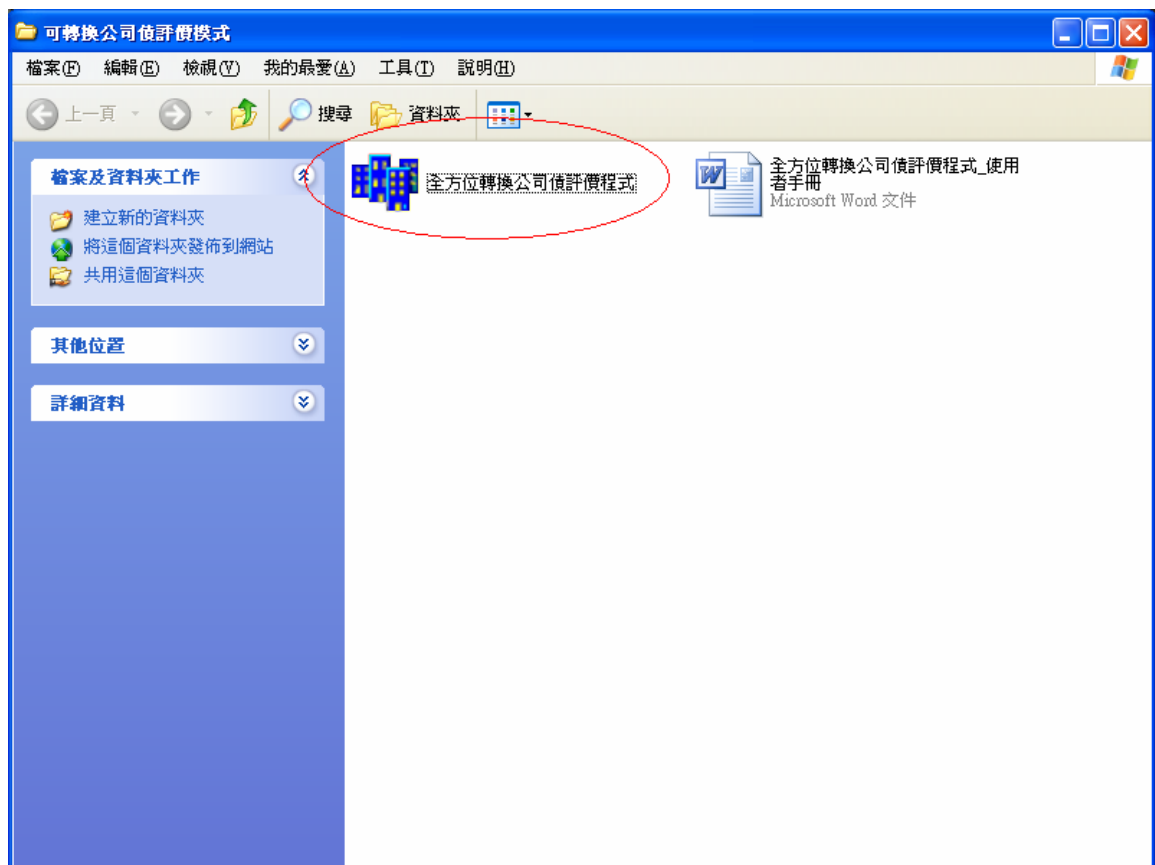 可轉換公司債評價模式
檔案(F) 編輯(E) 檢視(V) 我的最愛(A) 工具(T) 說明(H)
上一頁 搜尋 資料夾
檔案及資料夾工作
建立新的資料夾
將這個資料夾發佈到網站
共用這個資料夾
其他位置
詳細資料
全方位轉換公司債評價程式
全方位轉換公司債評價程式_使用
者手冊
Microsoft Word 文件